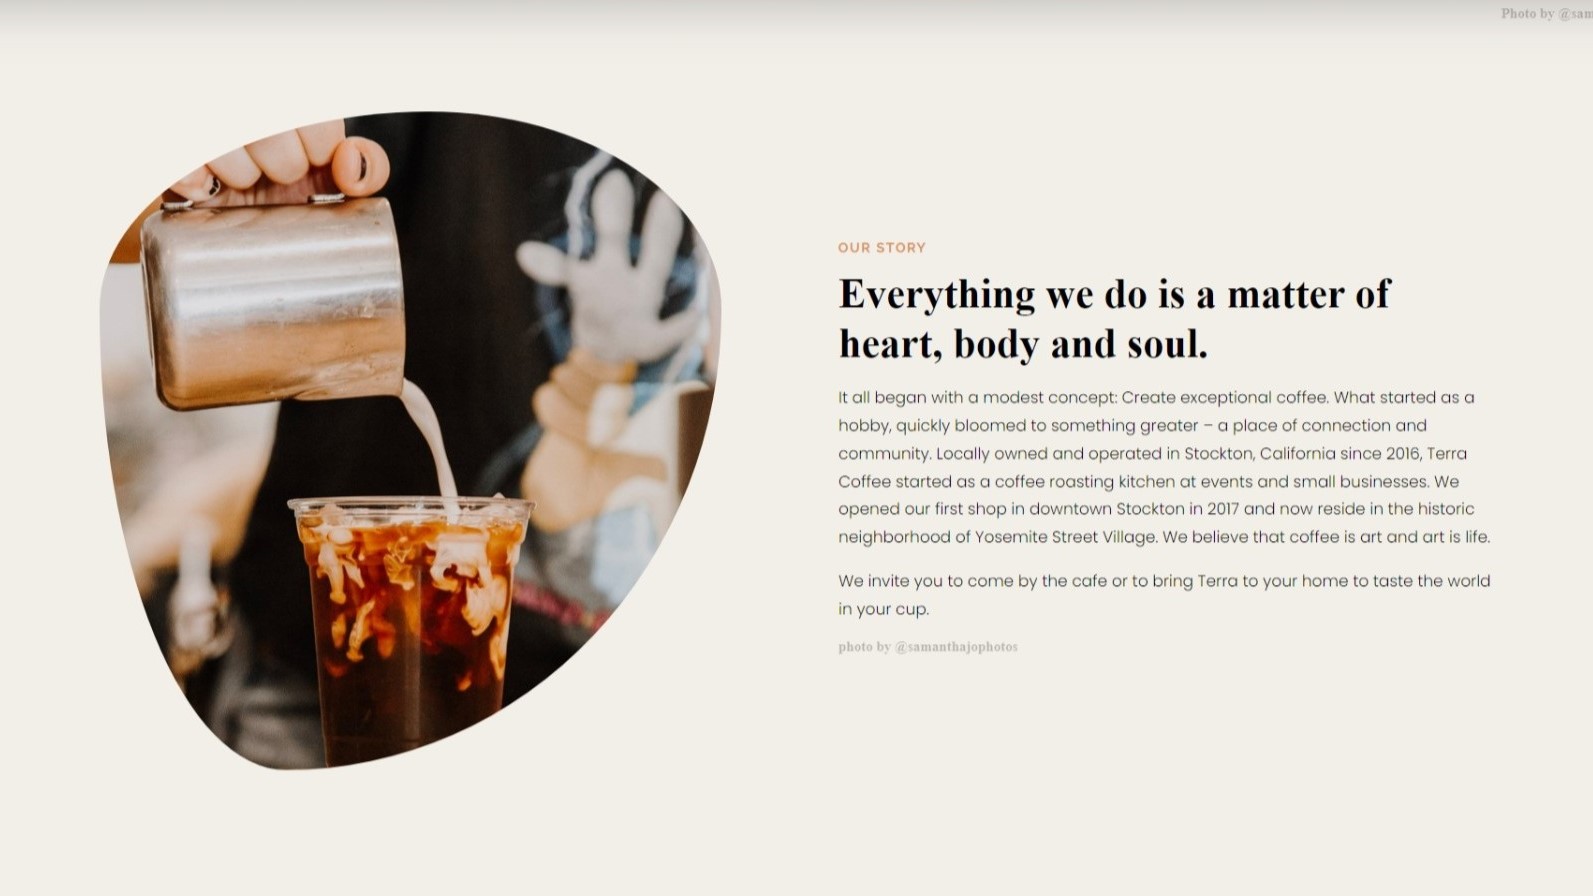 Photo by @sam
OUR STORY
Everything we do is a matter of
heart, body and soul.
It all began with a modest concept: Create exceptional coffee. What started as a
hobby, quickly bloomed to something greater – a place of connection and
community. Locally owned and operated in Stockton, California since 2016, Terra
Coffee started as a coffee roasting kitchen at events and small businesses. We
opened our first shop in downtown Stockton in 2017 and now reside in the historic
neighborhood of Yosemite Street Village. We believe that coffee is art and art is life.
We invite you to come by the cafe or to bring Terra to your home to taste the world
in your cup.
photo by @samanthajophotos